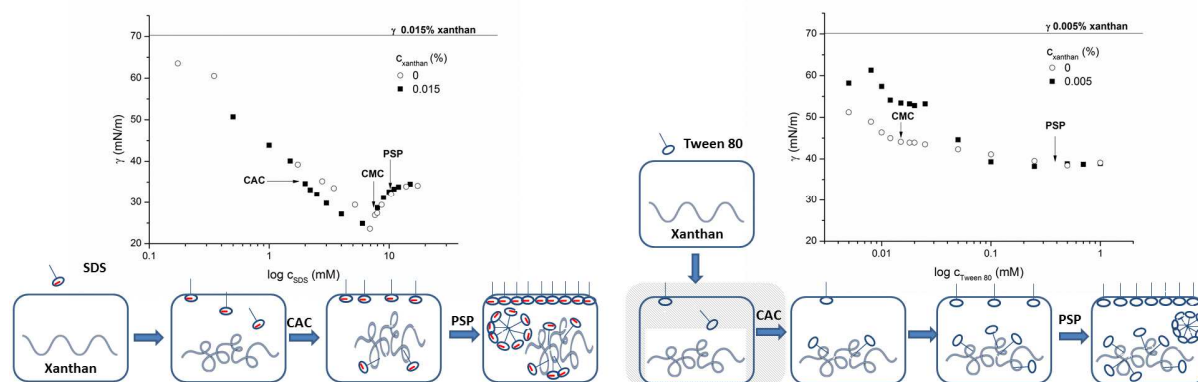 γ 0.015% xanthan
70
60
50
40
30
20
γ (mN/m)
c_xanthan (%)
0
0.015
CAC
CMC
PSP
0.1
1
10
log c_SDS (mM)
SDS
Xanthan
CAC
PSP
γ 0.005% xanthan
70
60
50
40
30
20
γ (mN/m)
c_xanthan (%)
0
0.005
CMC
PSP
0.01
0.1
1
log c_Tween 80 (mM)
Tween 80
Xanthan
CAC
PSP